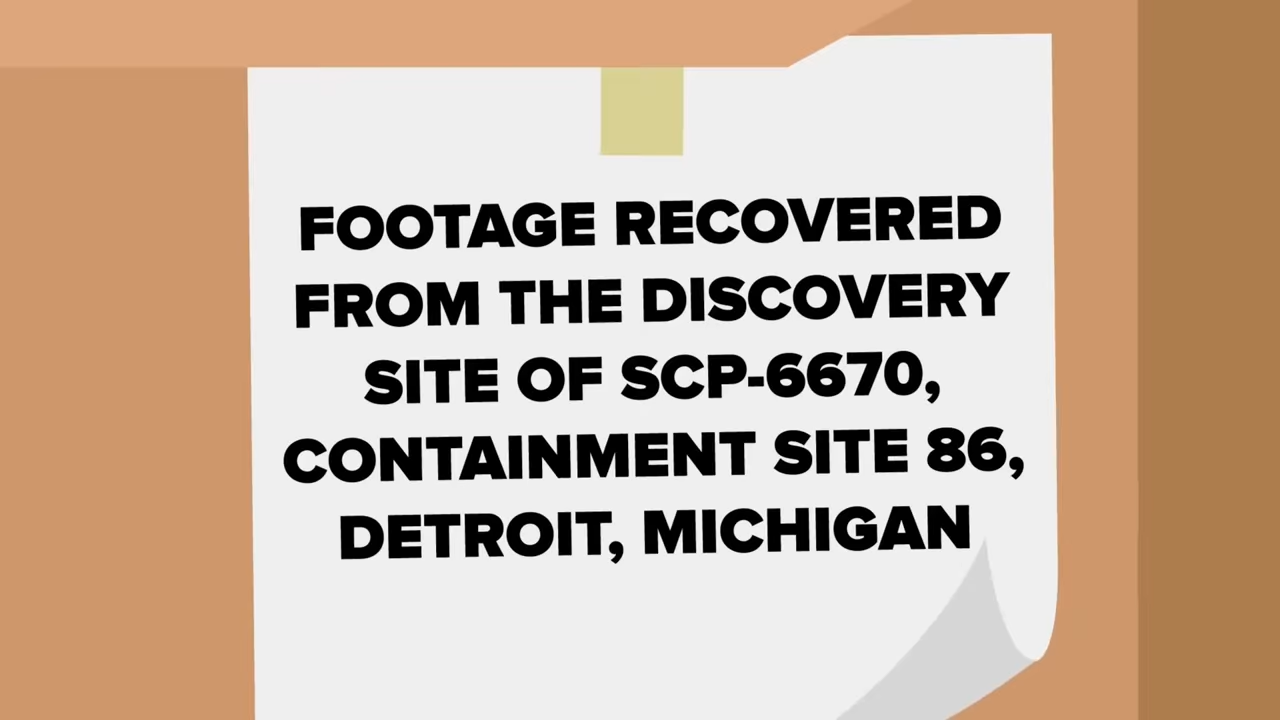 FOOTAGE RECOVERED
FROM THE DISCOVERY
SITE OF SCP-6670,
CONTAINMENT SITE 86,
DETROIT, MICHIGAN